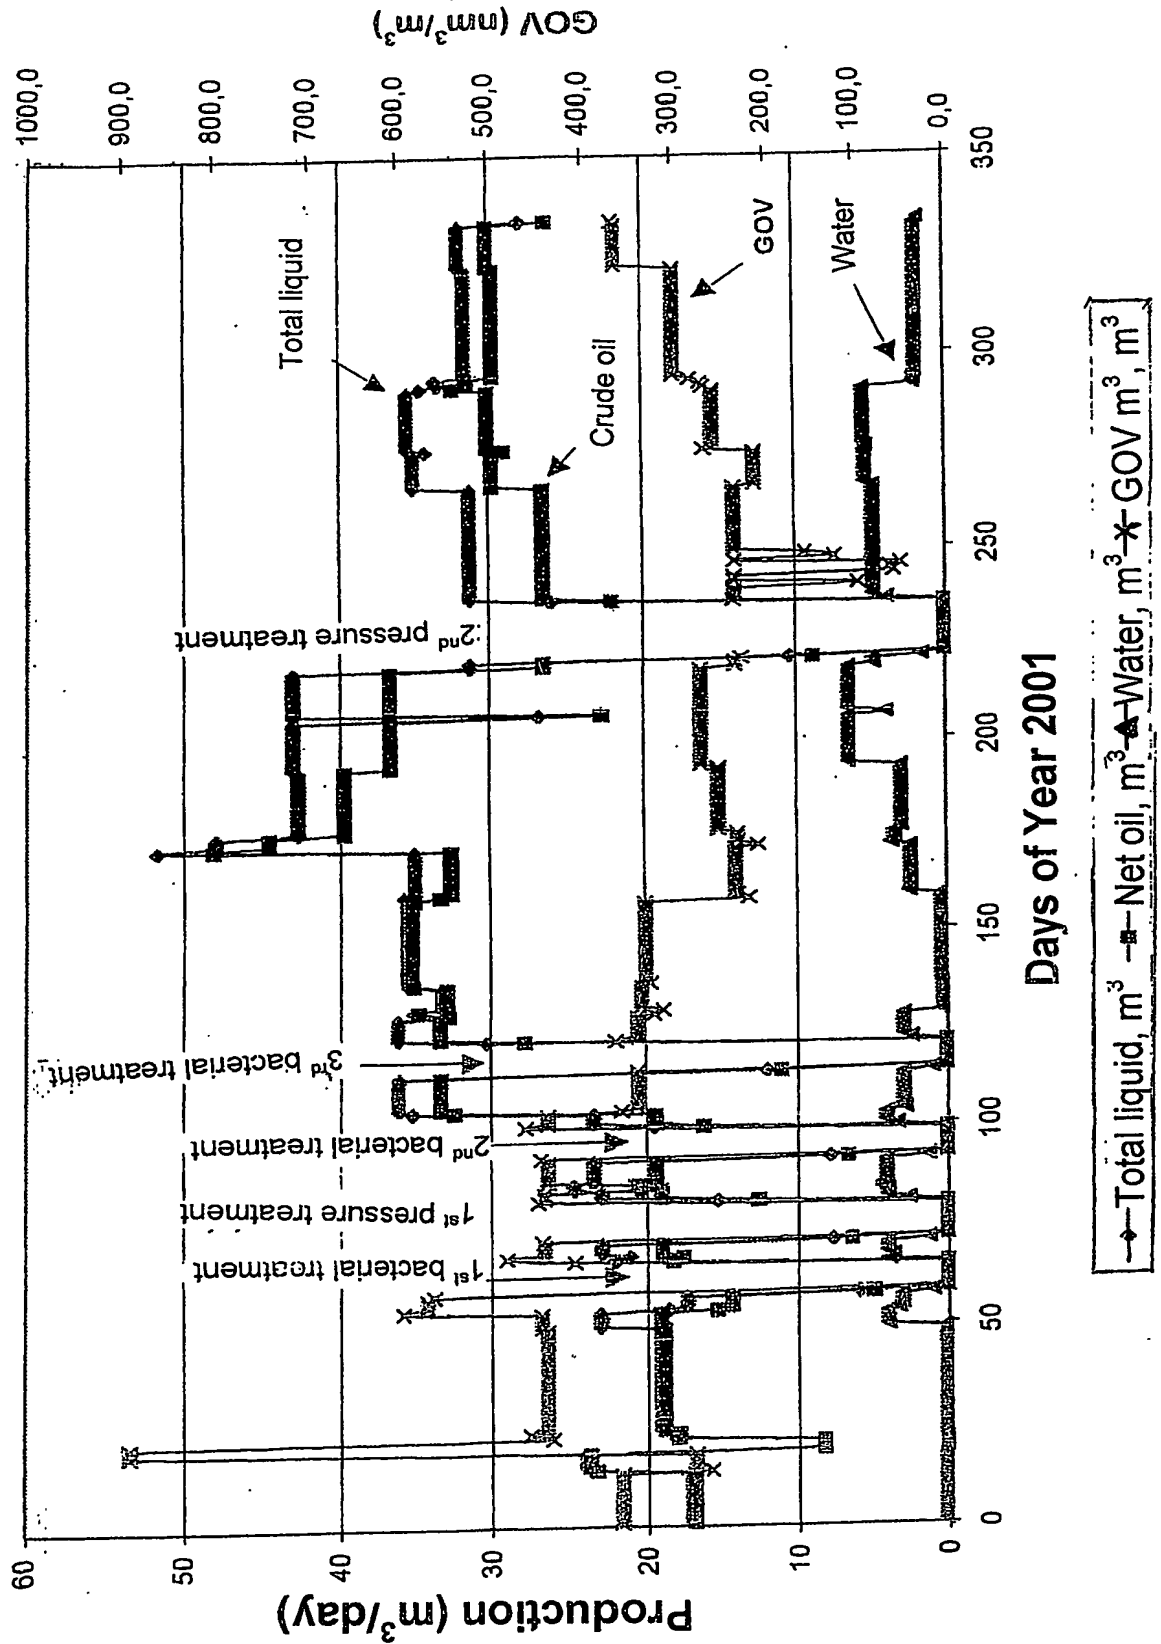 Production (m³/day)
60
50
40
30
20
10
0
GOV (nm³/m³)
1000,0
900,0
800,0
700,0
600,0
500,0
400,0
300,0
200,0
100,0
0,0
0
50
100
150
200
250
300
350
Days of Year 2001
1st bacterial treatment
1st pressure treatment
2nd bacterial treatment
3rd bacterial treatment
2nd pressure treatment
Total liquid
Crude oil
GOV
Water
Total liquid, m³ Net oil, m³ Water, m³ GOV m³, m³